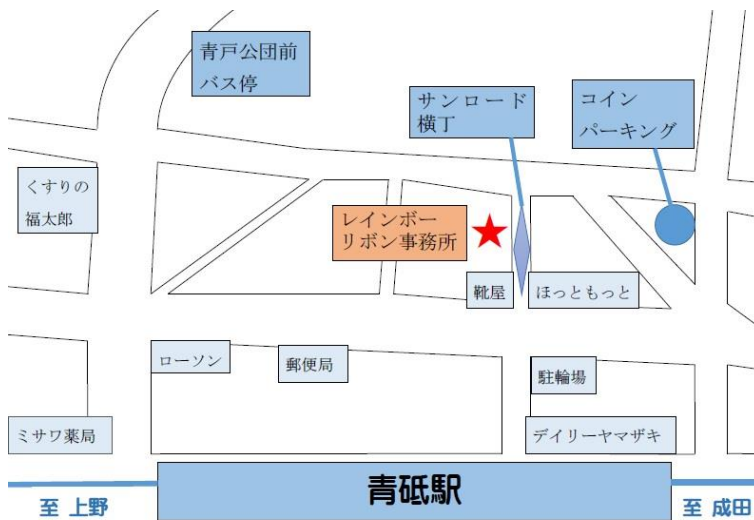 青戸公団前
バス停
サンロード
横丁
コイン
パーキング
くすりの
福太郎
レインボー
リボン事務所
靴屋
ほっともっと
ローソン
郵便局
駐輪場
ミサワ薬局
デイリーヤマザキ
青砥駅
至 上野
至 成田